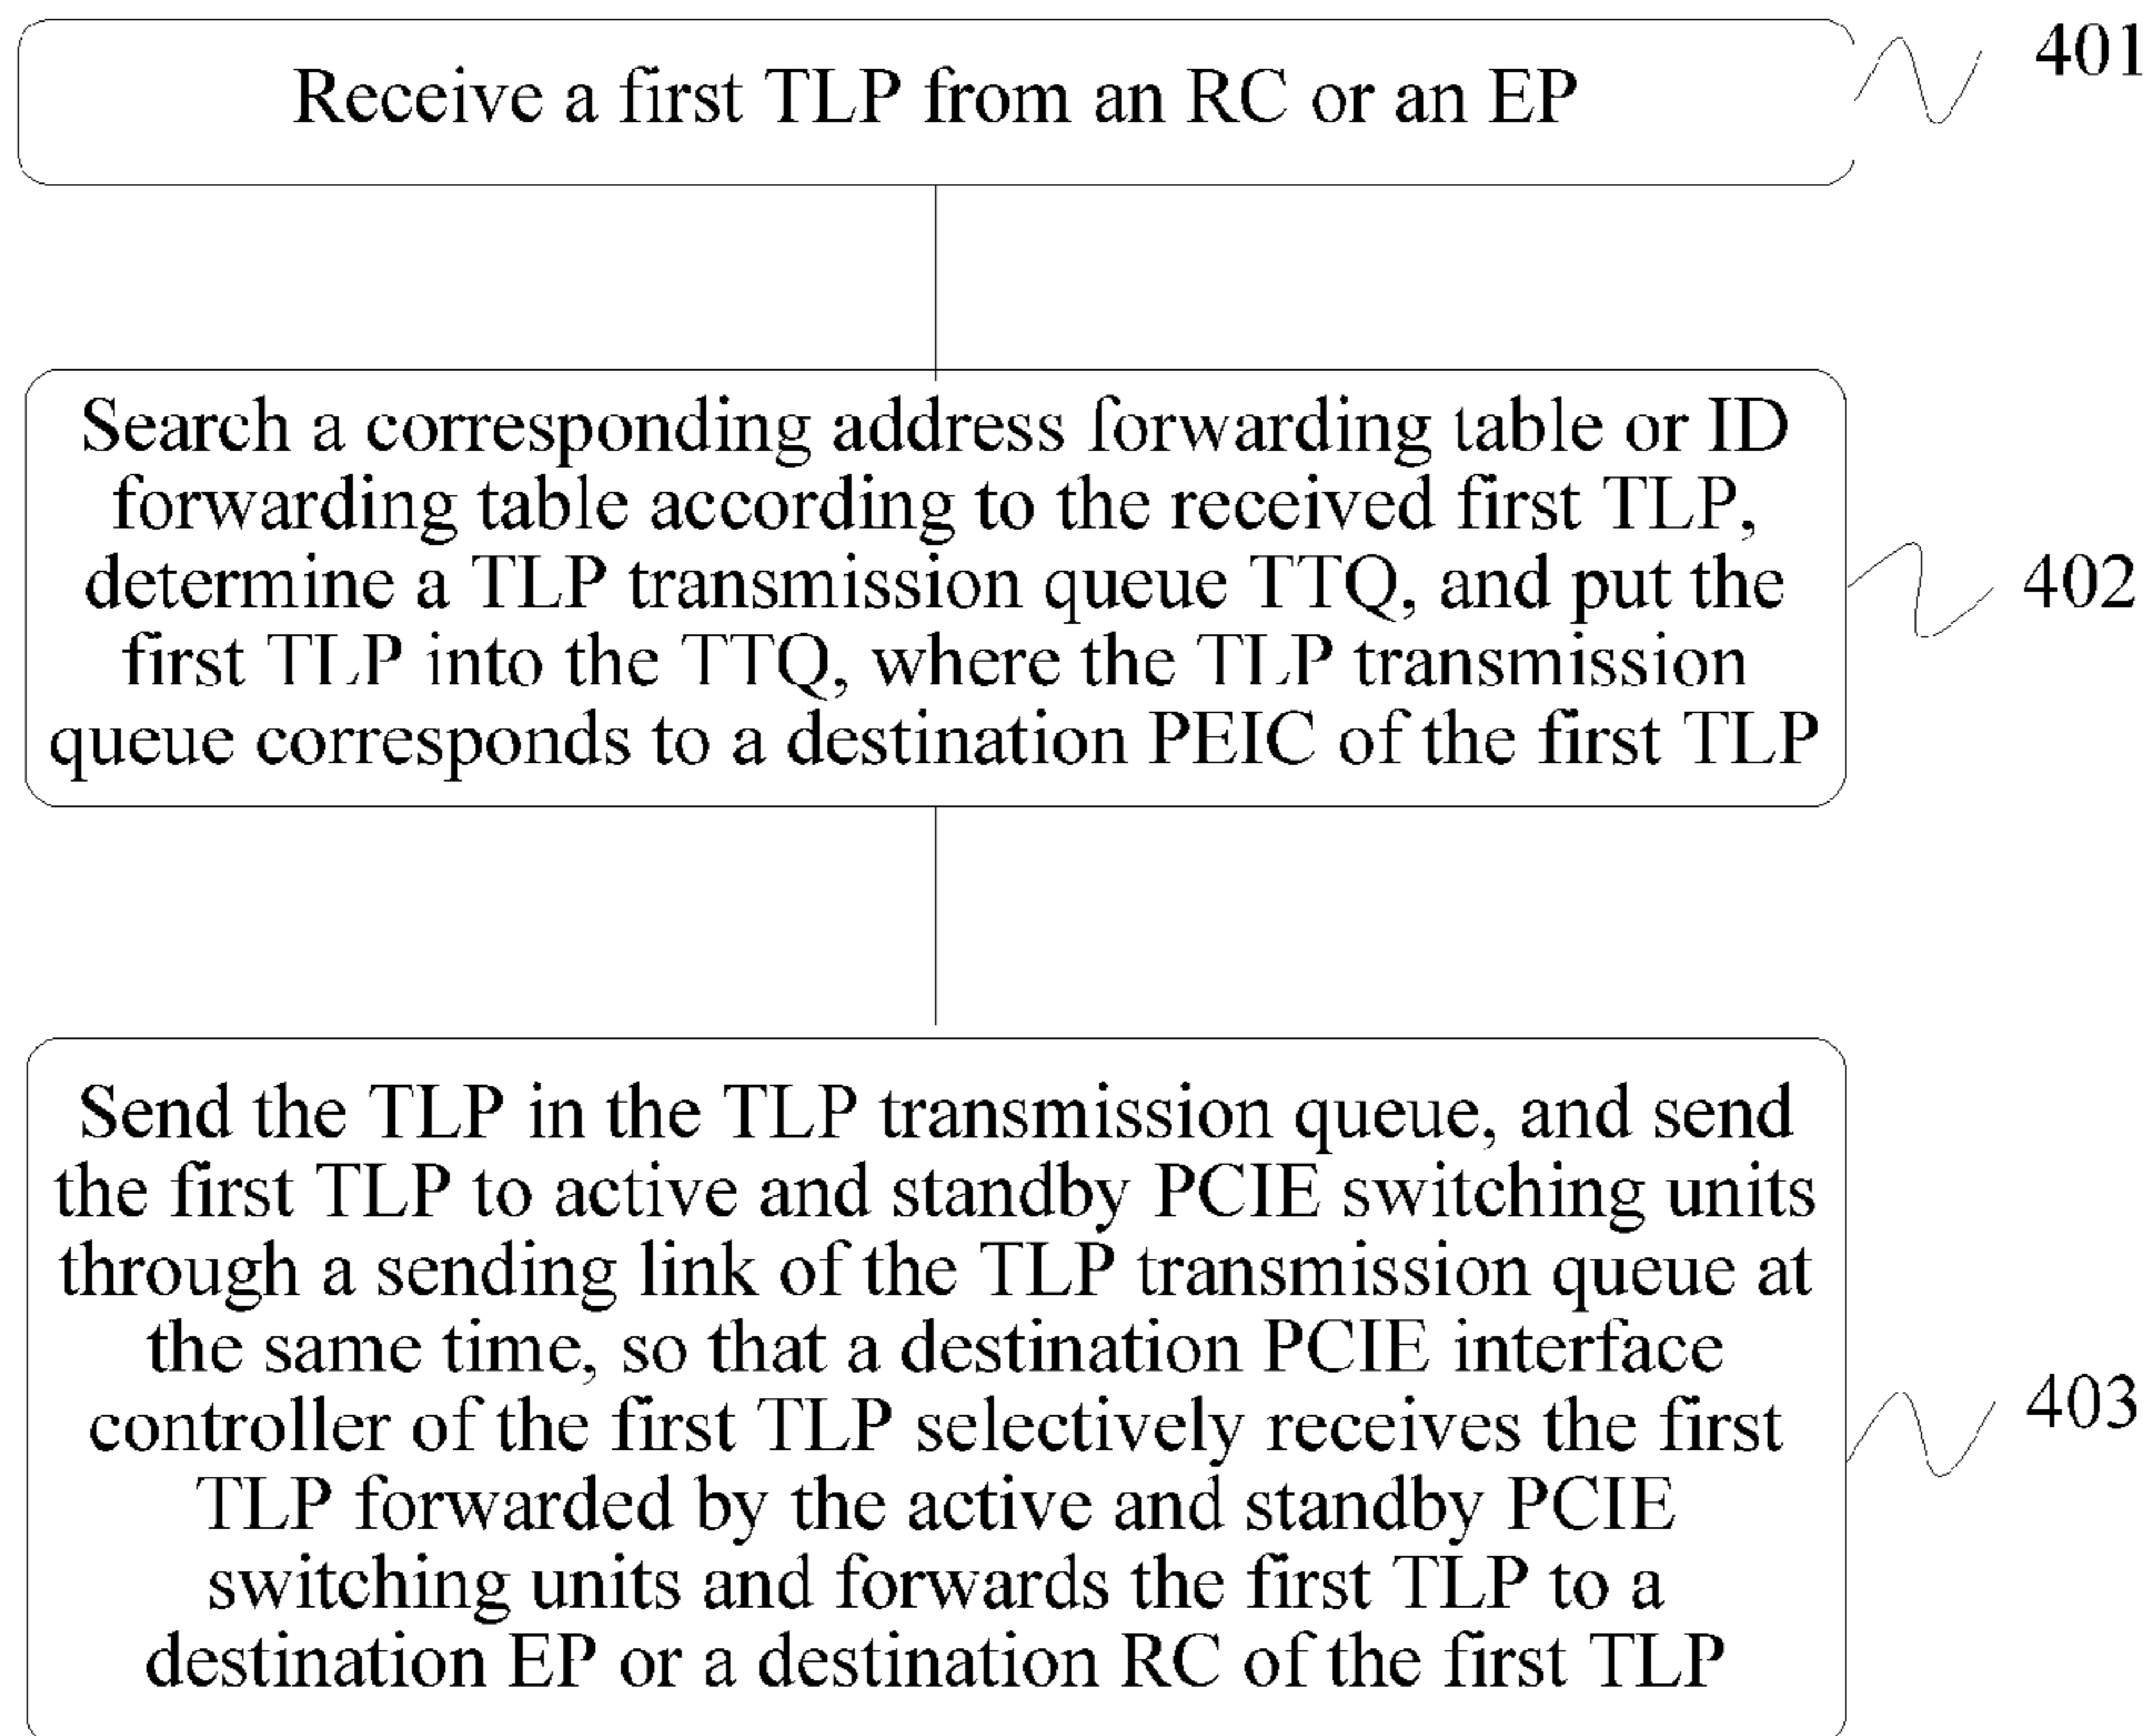 Receive a first TLP from an RC or an EP
401
Search a corresponding address forwarding table or ID
forwarding table according to the received first TLP,
determine a TLP transmission queue TTQ, and put the
first TLP into the TTQ, where the TLP transmission
queue corresponds to a destination PEIC of the first TLP
402
Send the TLP in the TLP transmission queue, and send
the first TLP to active and standby PCIE switching units
through a sending link of the TLP transmission queue at
the same time, so that a destination PCIE interface
controller of the first TLP selectively receives the first
TLP forwarded by the active and standby PCIE
switching units and forwards the first TLP to a
destination EP or a destination RC of the first TLP
403